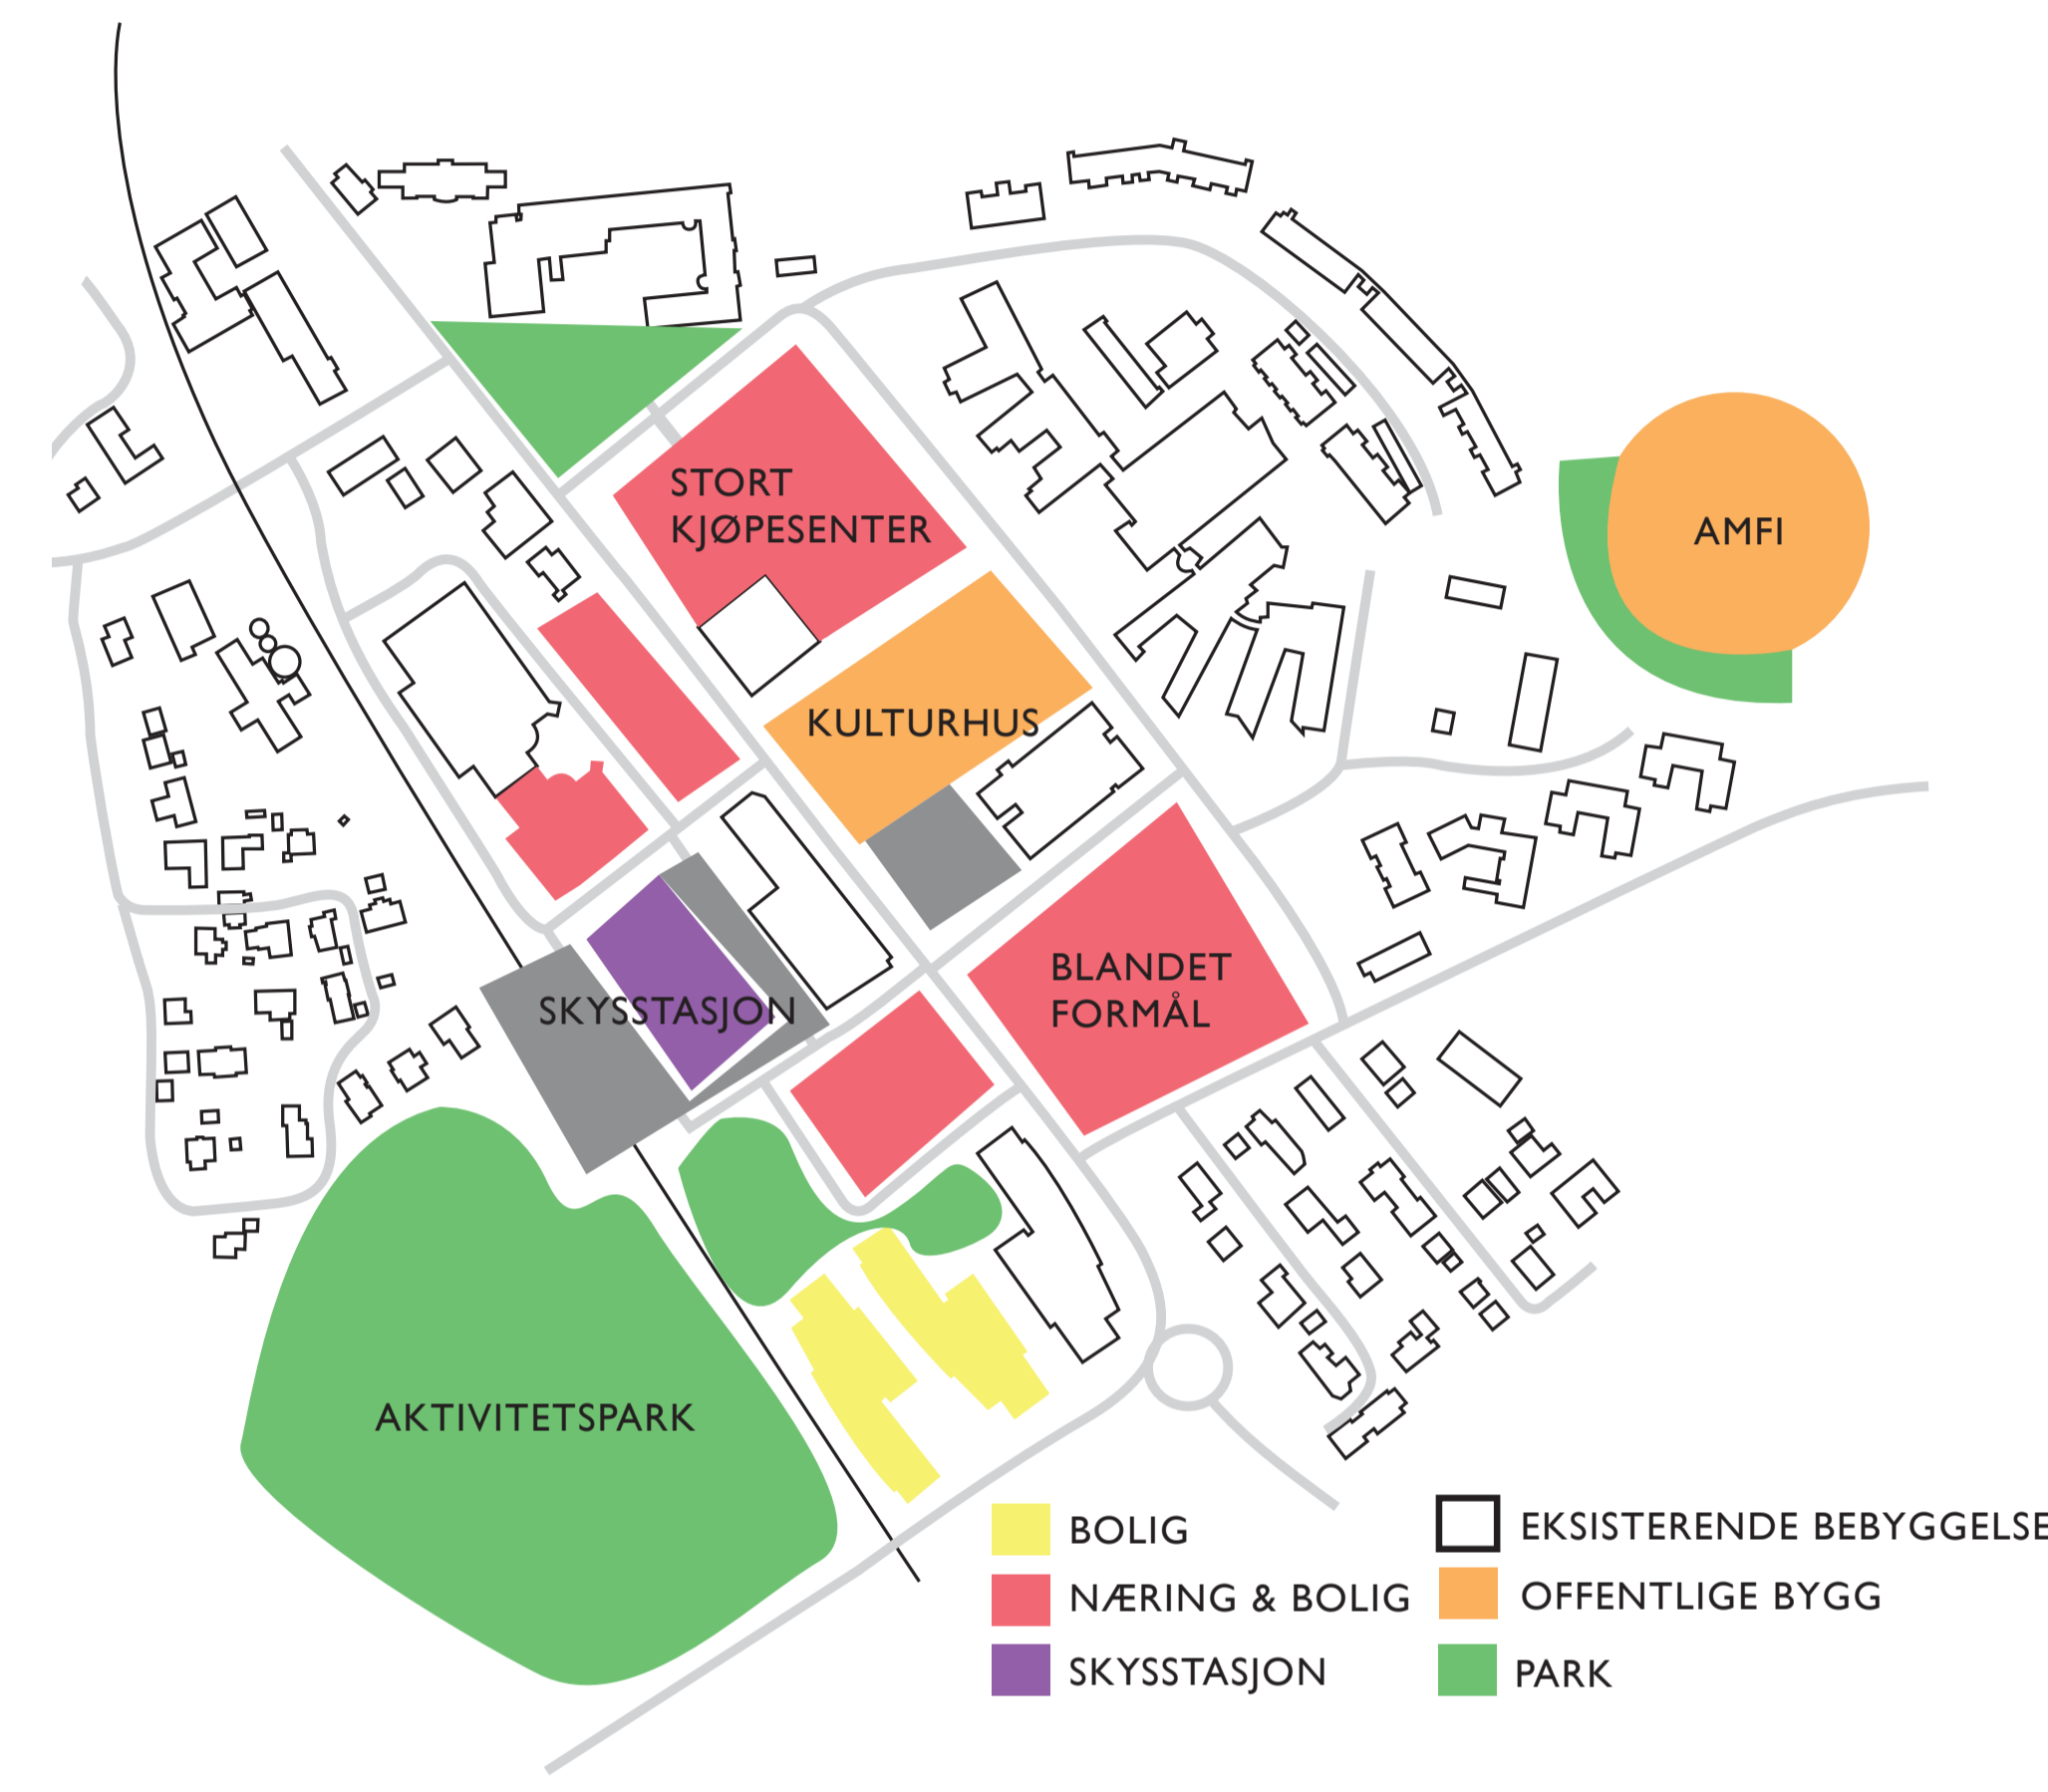 STORT
KJØPESENTER
AMFI
KULTURHUS
BLANDET
FORMÅL
SKYSSTASJON
AKTIVITETSPARK
BOLIG
NÆRING & BOLIG
SKYSSTASJON
EKSISTERENDE BEBYGGELSE
OFFENTLIGE BYGG
PARK